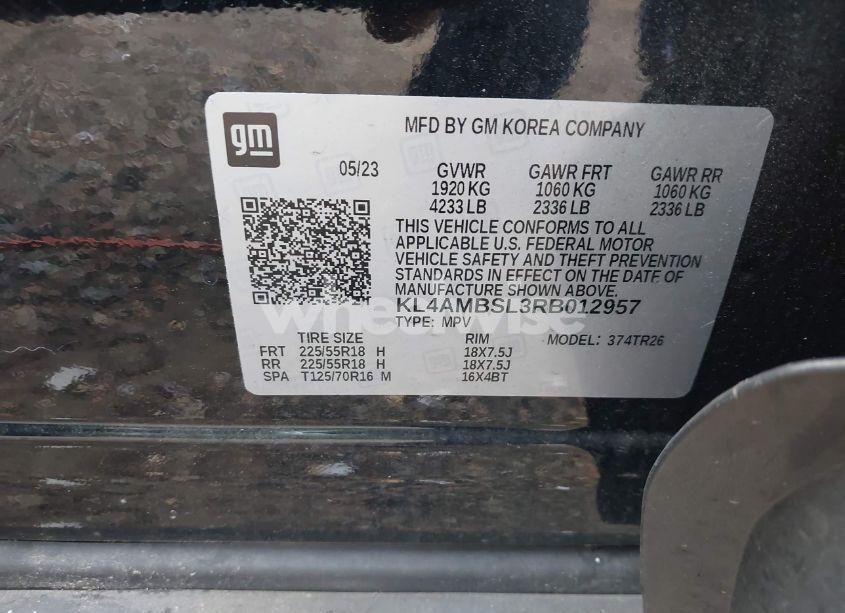 gm
MFD BY GM KOREA COMPANY
05/23 GVWR GAWR FRT GAWR RR
1920 KG 1060 KG 1060 KG
4233 LB 2336 LB 2336 LB
THIS VEHICLE CONFORMS TO ALL
APPLICABLE U.S. FEDERAL MOTOR
VEHICLE SAFETY AND THEFT PREVENTION
STANDARDS IN EFFECT ON THE DATE OF
MANUFACTURE SHOWN ABOVE.
KL4AMBSL3RB012957
TYPE: MPV
TIRE SIZE RIM MODEL: 374TR26
FRT 225/55R18 H 18X7.5J
RR 225/55R18 H 18X7.5J
SPA T125/70R16 M 16X4BT